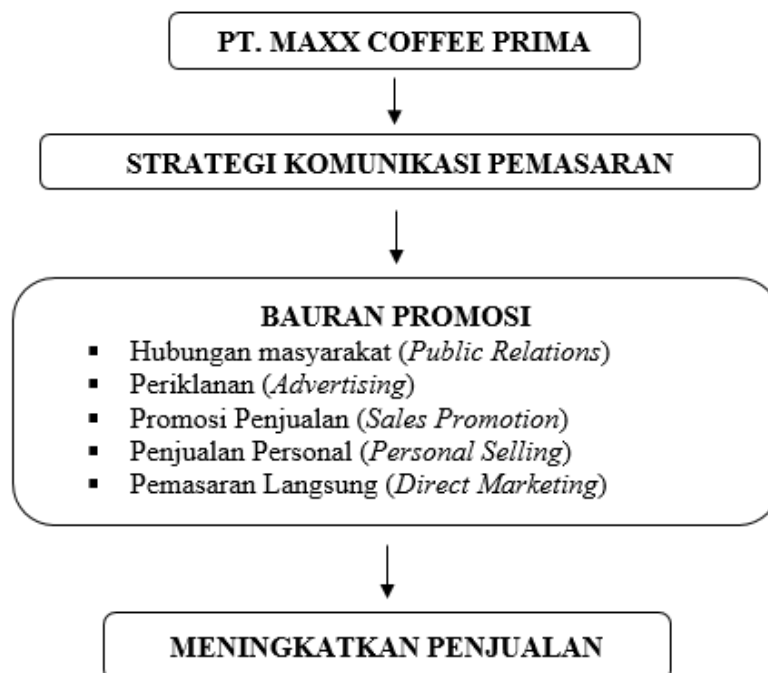 PT. MAXX COFFEE PRIMA
STRATEGI KOMUNIKASI PEMASARAN
BAURAN PROMOSI
▪ Hubungan masyarakat (Public Relations)
▪ Periklanan (Advertising)
▪ Promosi Penjualan (Sales Promotion)
▪ Penjualan Personal (Personal Selling)
▪ Pemasaran Langsung (Direct Marketing)
MENINGKATKAN PENJUALAN